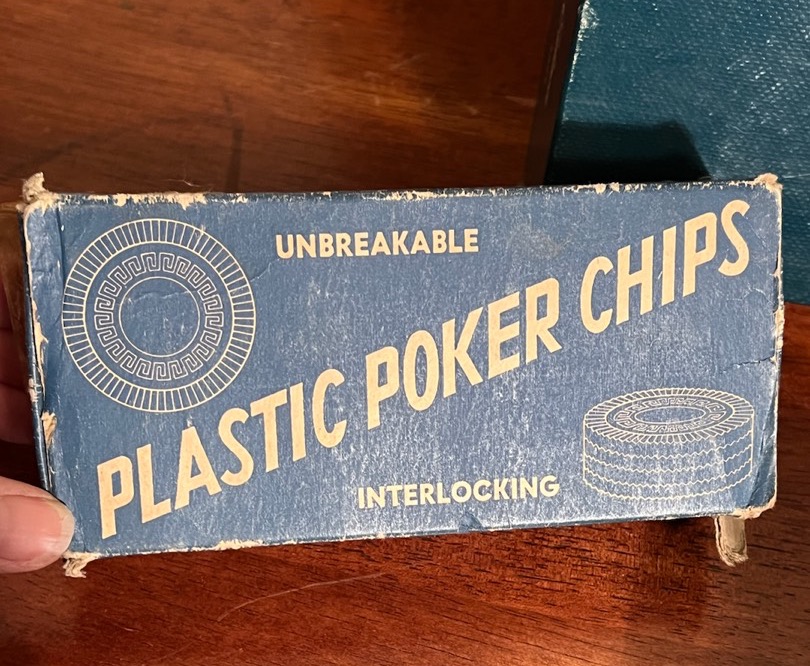 UNBREAKABLE
PLASTIC POKER CHIPS
INTERLOCKING